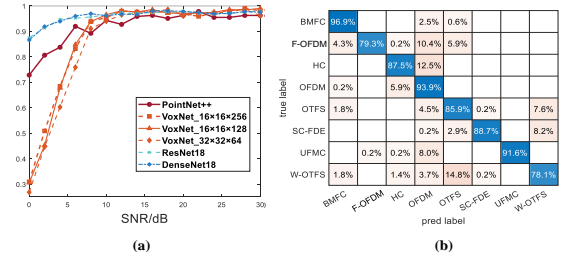 1
0.9
0.8
0.7
0.6
0.5
0.4
0.3
0 5 10 15 20 25 30
SNR/dB
PointNet++
VoxNet_16×16×256
VoxNet_16×16×128
VoxNet_32×32×64
ResNet18
DenseNet18
(a)
true label
BMFC 96.9% 2.5% 0.6%
F-OFDM 4.3% 79.3% 0.2% 10.4% 5.9%
HC 87.5% 12.5%
OFDM 0.2% 5.9% 93.9%
OTFS 1.8% 4.5% 85.9% 0.2% 7.6%
SC-FDE 0.2% 2.9% 88.7% 8.2%
UFMC 0.2% 0.2% 8.0% 91.6%
W-OTFS 1.8% 1.4% 3.7% 14.8% 0.2% 78.1%
BMFC F-OFDM HC OFDM OTFS SC-FDE UFMC W-OTFS
pred label
(b)